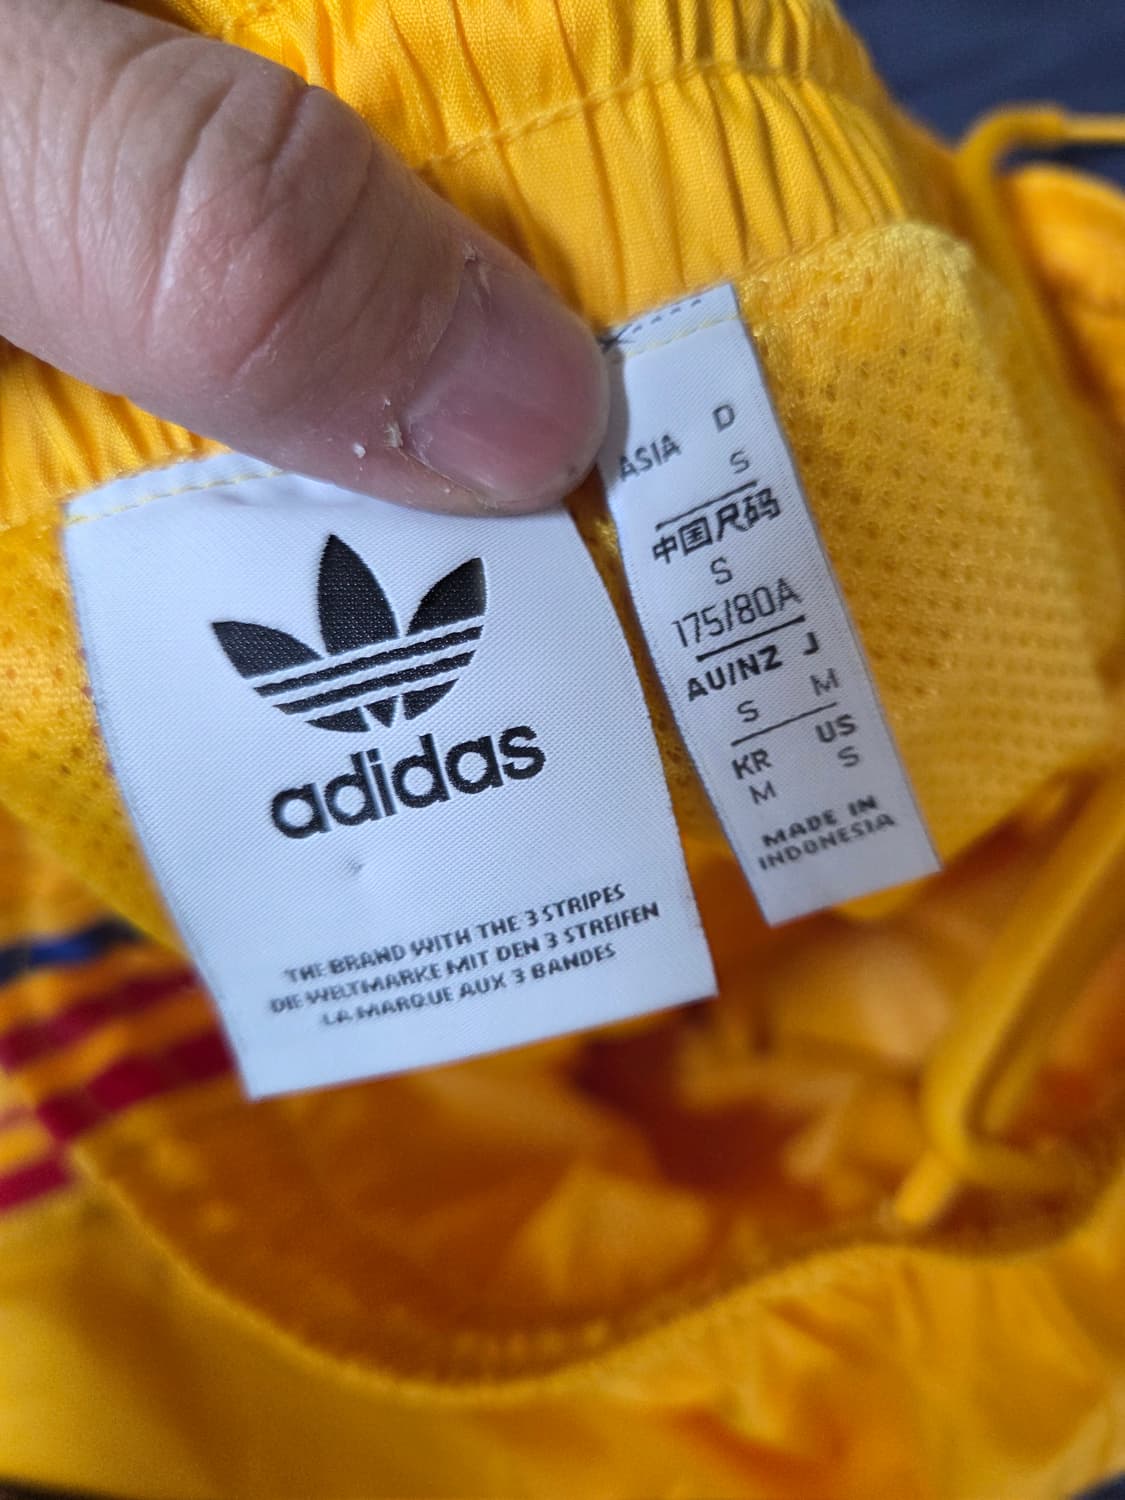 adidas
THE BRAND WITH THE 3 STRIPES
DIE WELTMARKE MIT DEN 3 STREIFEN
LA MARQUE AUX 3 BANDES
ASIA D
S
中国尺码
S
175/80A
AU/NZ J
S M
KR US
M S
MADE IN
INDONESIA